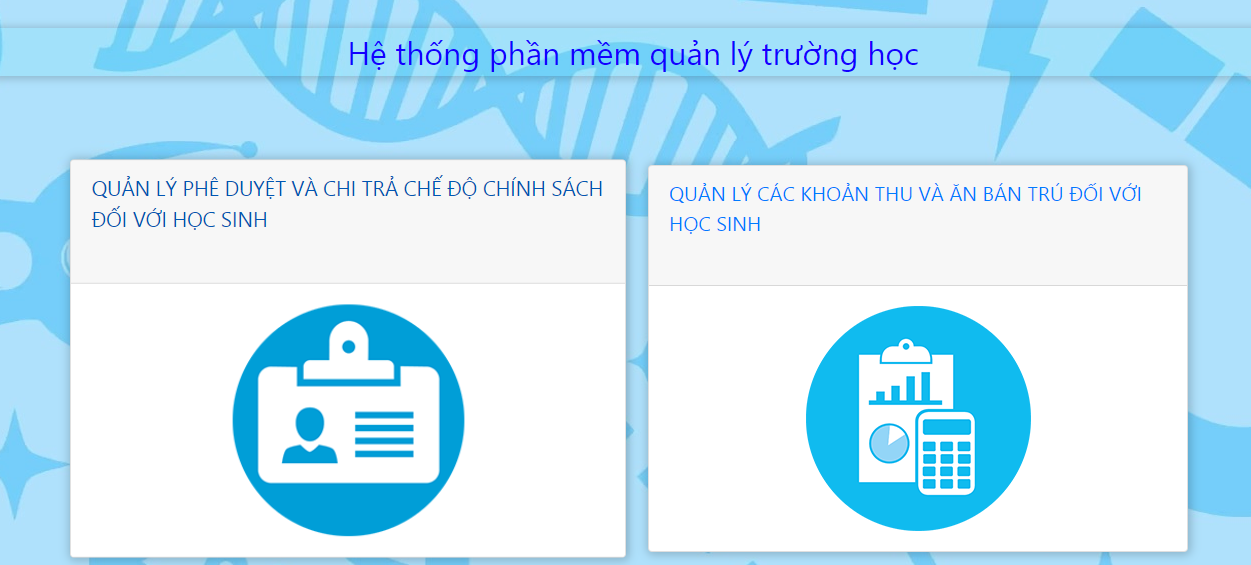 Hệ thống phần mềm quản lý trường học
QUẢN LÝ PHÊ DUYỆT VÀ CHI TRẢ CHẾ ĐỘ CHÍNH SÁCH
ĐỐI VỚI HỌC SINH
QUẢN LÝ CÁC KHOẢN THU VÀ ĂN BÁN TRÚ ĐỐI VỚI
HỌC SINH